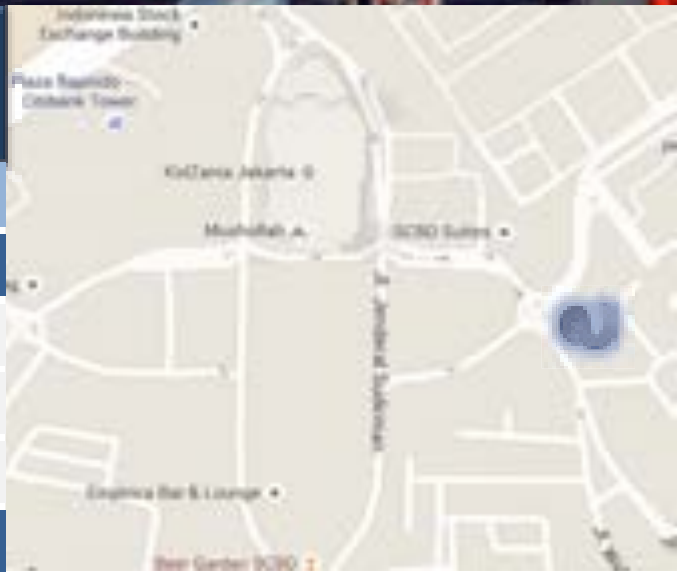 Indonesia Stock
Exchange Building
Plaza Bapindo -
Citibank Tower
KidZania Jakarta
Mushollah
SCBD Suites
Jl. Jenderal Sudirman
Empirica Bar & Lounge
Beer Garden SCBD